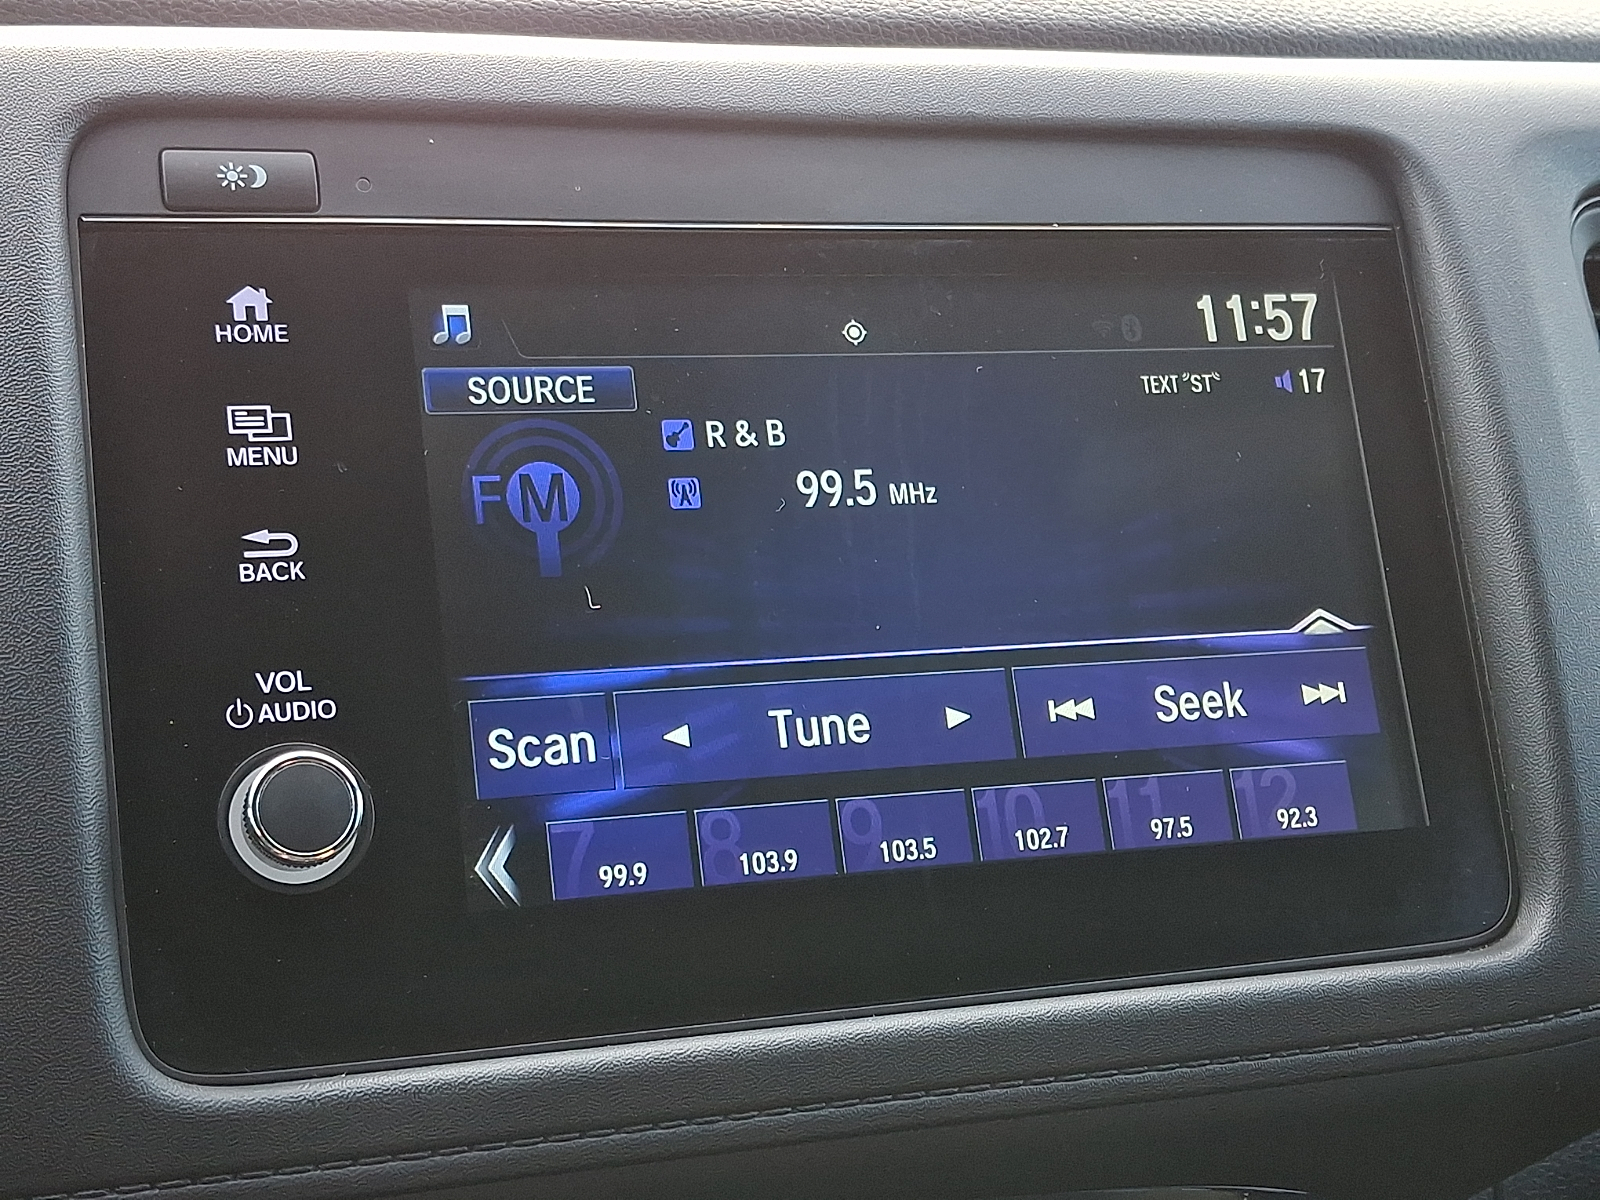 HOME
MENU
BACK
VOL
AUDIO
11:57
SOURCE
TEXT "ST"
17
R & B
FM
99.5 MHz
Scan
Tune
Seek
7 99.9
8 103.9
9 103.5
10 102.7
11 97.5
12 92.3